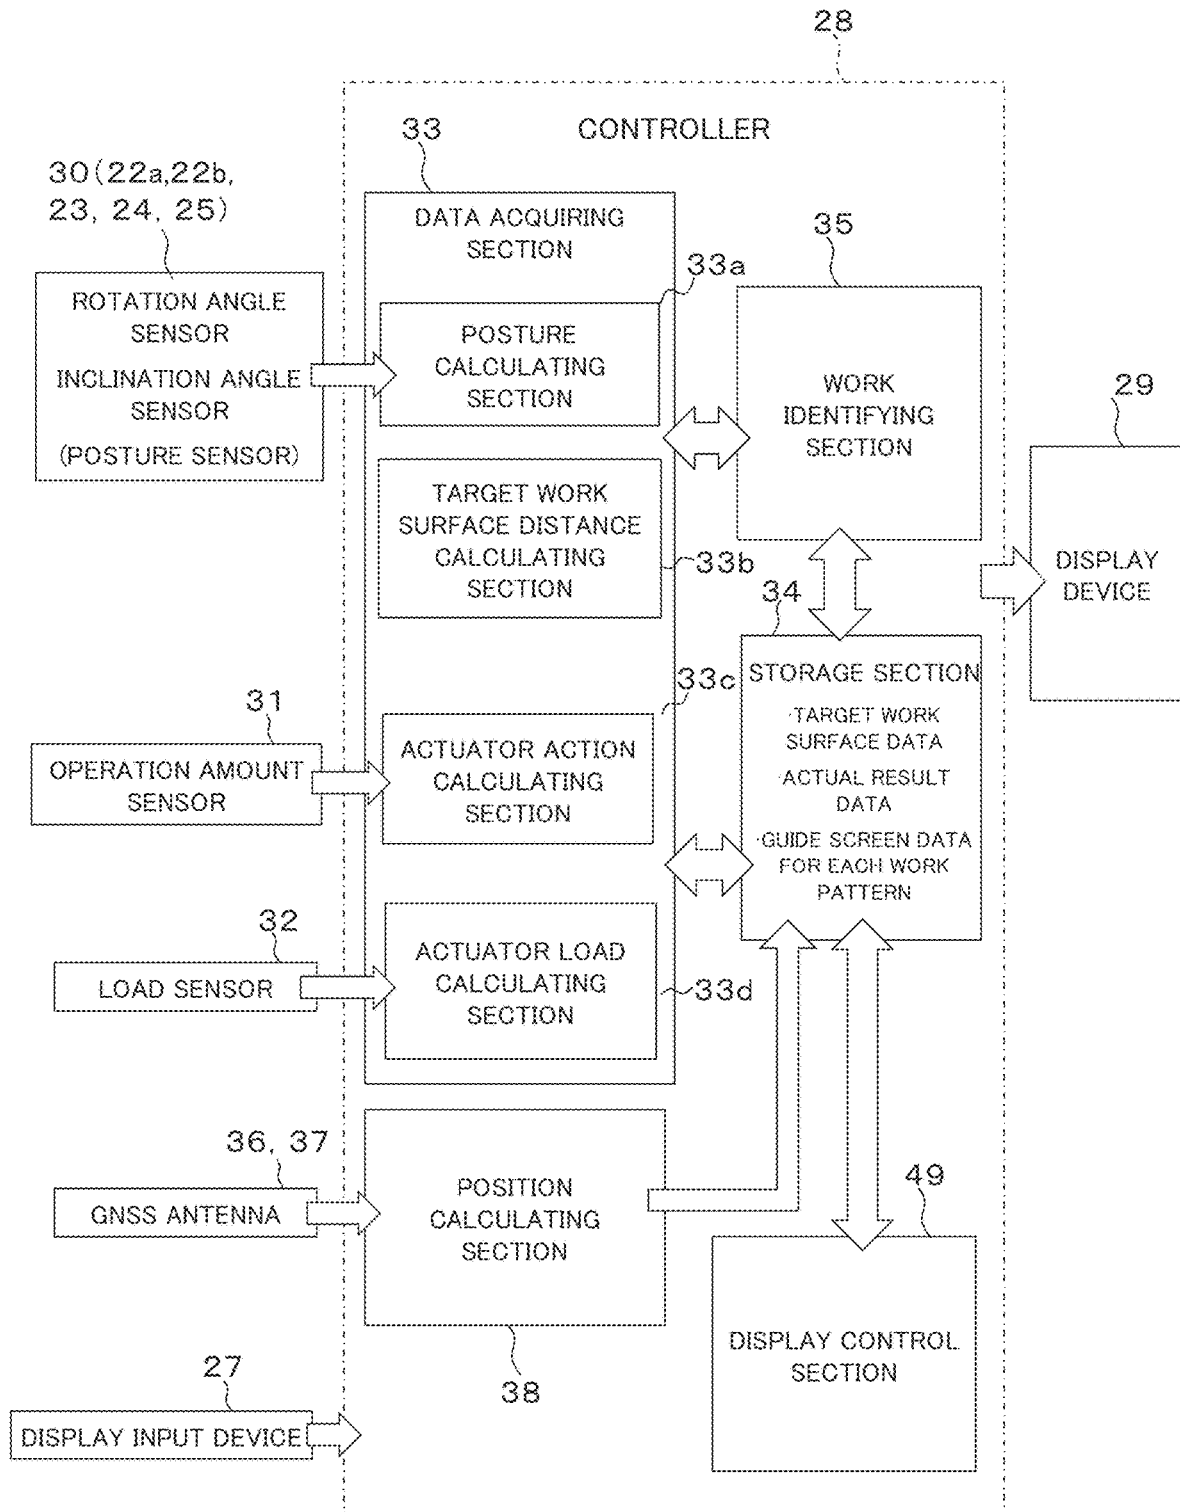 28
CONTROLLER
33
30(22a,22b,
23, 24, 25)
DATA ACQUIRING
SECTION
35
33a
ROTATION ANGLE
SENSOR
INCLINATION ANGLE
SENSOR
(POSTURE SENSOR)
POSTURE
CALCULATING
SECTION
WORK
IDENTIFYING
SECTION
29
TARGET WORK
SURFACE DISTANCE
CALCULATING
SECTION
33b
DISPLAY
DEVICE
34
STORAGE SECTION
·TARGET WORK
SURFACE DATA
·ACTUAL RESULT
DATA
·GUIDE SCREEN DATA
FOR EACH WORK
PATTERN
33c
31
OPERATION AMOUNT
SENSOR
ACTUATOR ACTION
CALCULATING
SECTION
32
LOAD SENSOR
ACTUATOR LOAD
CALCULATING
SECTION
33d
36, 37
GNSS ANTENNA
POSITION
CALCULATING
SECTION
49
38
DISPLAY CONTROL
SECTION
27
DISPLAY INPUT DEVICE